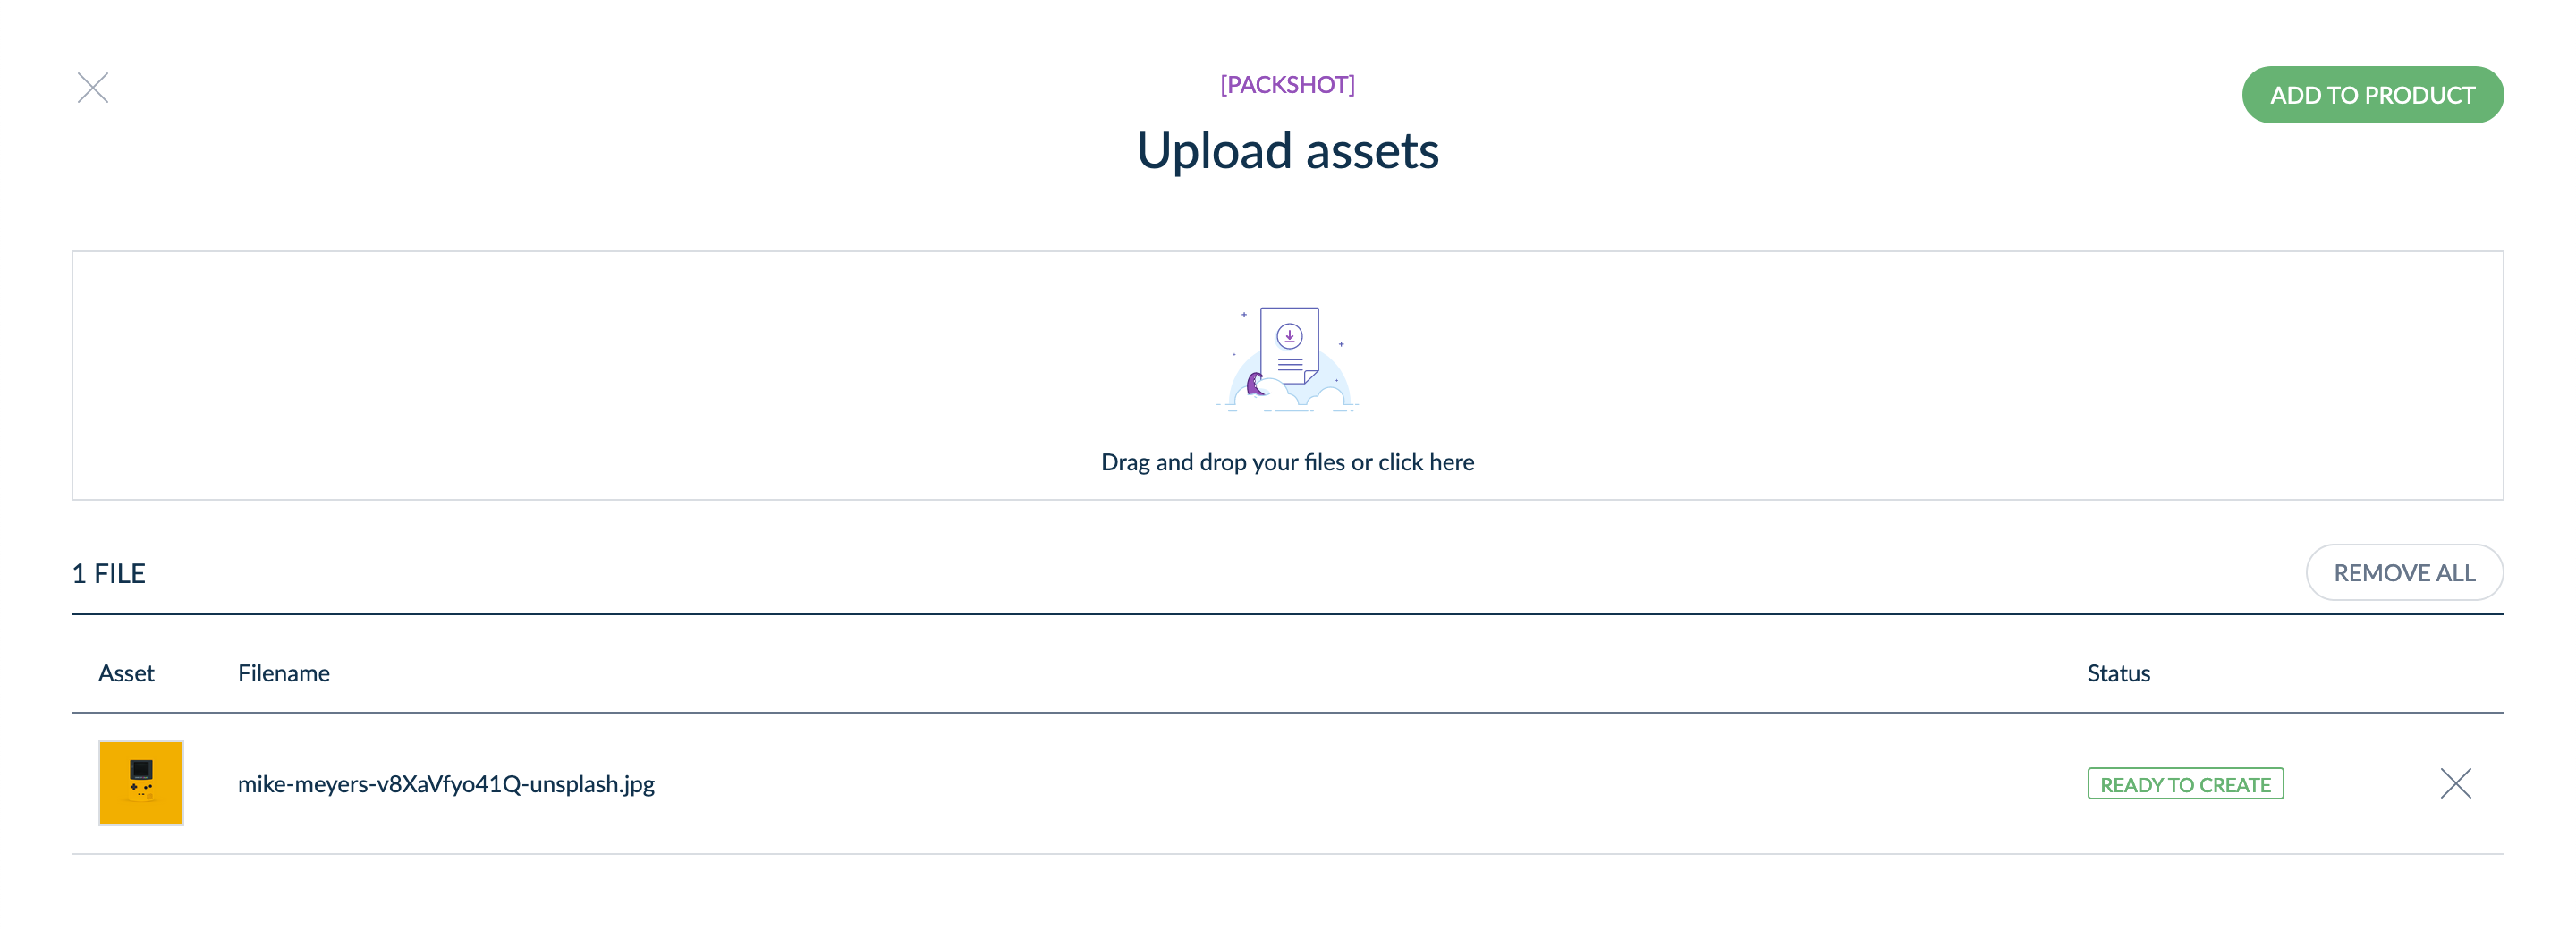 [PACKSHOT]
ADD TO PRODUCT
Upload assets
Drag and drop your files or click here
1 FILE
REMOVE ALL
Asset
Filename
Status
mike-meyers-v8XaVfyo41Q-unsplash.jpg
READY TO CREATE